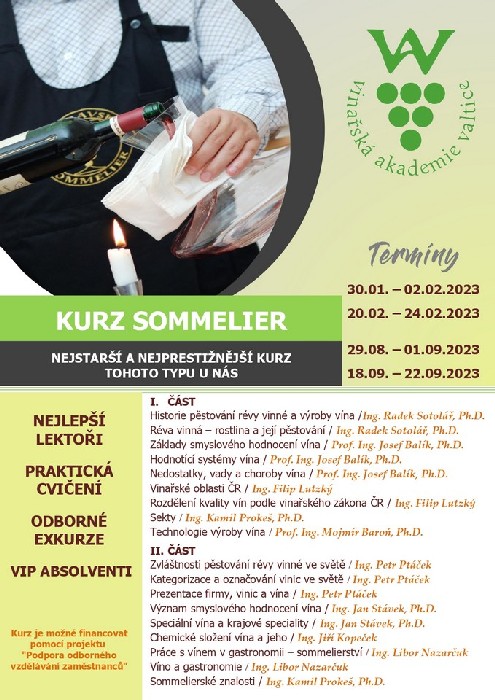 VAV
Vinařská akademie valtice
SOMMELIER
Termíny
30.01. – 02.02.2023
20.02. – 24.02.2023
29.08. – 01.09.2023
18.09. – 22.09.2023
KURZ SOMMELIER
NEJSTARŠÍ A NEJPRESTIŽNĚJŠÍ KURZ
TOHOTO TYPU U NÁS
NEJLEPŠÍ
LEKTOŘI
PRAKTICKÁ
CVIČENÍ
ODBORNÉ
EXKURZE
VIP ABSOLVENTI
Kurz je možné financovat
pomocí projektu
"Podpora odborného
vzdělávání zaměstnanců"
I. ČÁST
Historie pěstování révy vinné a výroby vína /Ing. Radek Sotolář, Ph.D.
Réva vinná – rostlina a její pěstování / Ing. Radek Sotolář, Ph.D.
Základy smyslového hodnocení vína / Prof. Ing. Josef Balík, Ph.D.
Hodnotící systémy vína / Prof. Ing. Josef Balík, Ph.D.
Nedostatky, vady a choroby vína / Prof. Ing. Josef Balík, Ph.D.
Vinařské oblasti ČR / Ing. Filip Lutzký
Rozdělení kvality vín podle vinařského zákona ČR / Ing. Filip Lutzký
Sekty / Ing. Kamil Prokeš, Ph.D.
Technologie výroby vína / Prof. Ing. Mojmír Baroň, Ph.D.
II. ČÁST
Zvláštnosti pěstování révy vinné ve světě / Ing. Petr Ptáček
Kategorizace a označování vinic ve světě / Ing. Petr Ptáček
Prezentace firmy, vinic a vína / Ing. Petr Ptáček
Význam smyslového hodnocení vína / Ing. Jan Stávek, Ph.D.
Speciální vína a krajové speciality / Ing. Jan Stávek, Ph.D.
Chemické složení vína a jeho / Ing. Jiří Kopeček
Práce s vínem v gastronomii – sommelierství / Ing. Libor Nazarčuk
Víno a gastronomie / Ing. Libor Nazarčuk
Sommelierské znalosti / Ing. Kamil Prokeš, Ph.D.